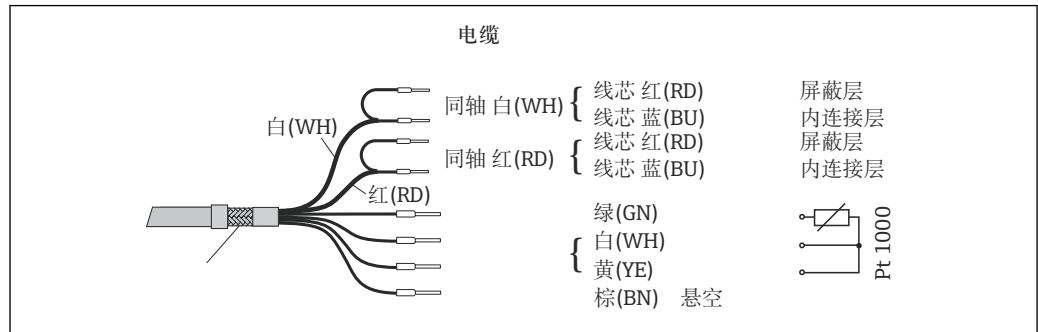 电缆
同轴 白(WH) { 线芯 红(RD) 屏蔽层
线芯 蓝(BU) 内连接层
白(WH)
同轴 红(RD) { 线芯 红(RD) 屏蔽层
线芯 蓝(BU) 内连接层
红(RD)
绿(GN)
{ 白(WH)
黄(YE)
棕(BN) 悬空
Pt 1000